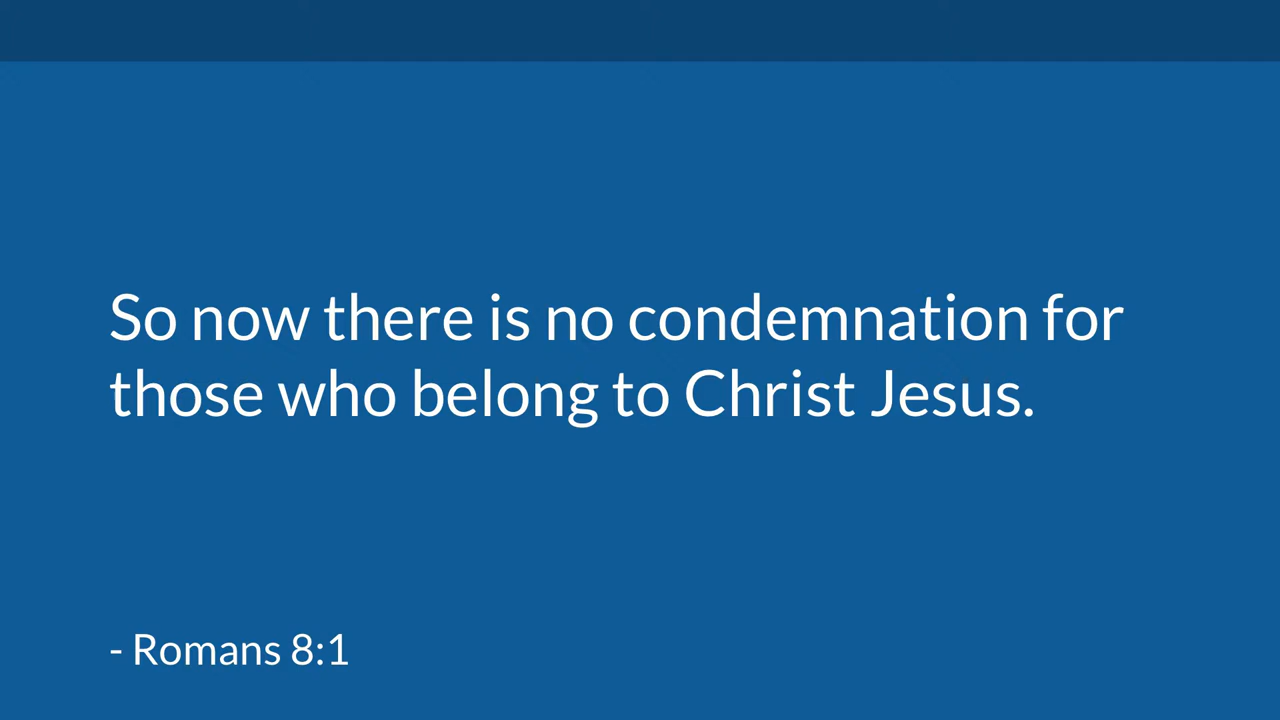 So now there is no condemnation for
those who belong to Christ Jesus.
- Romans 8:1